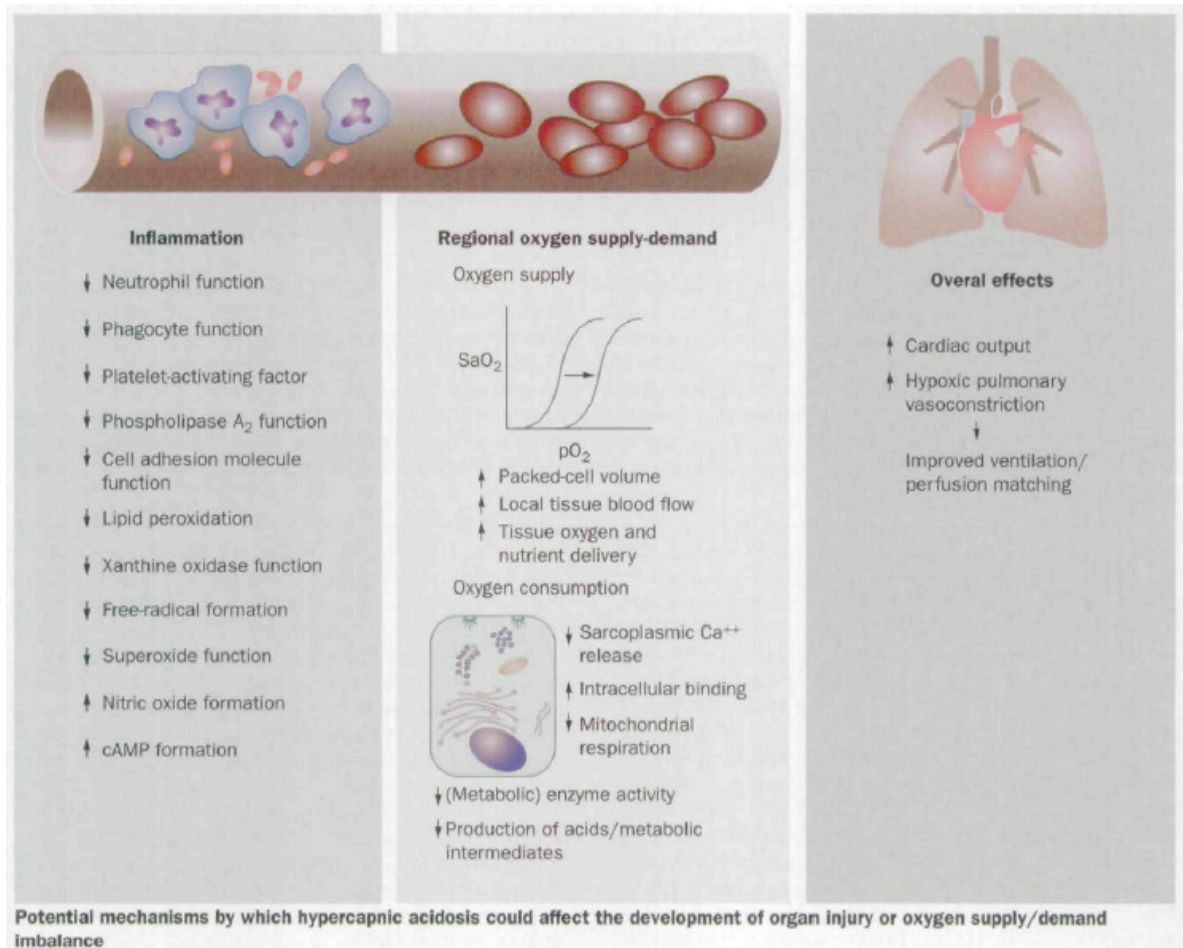 Inflammation
Neutrophil function
Phagocyte function
Platelet-activating factor
Phospholipase A₂ function
Cell adhesion molecule
function
Lipid peroxidation
Xanthine oxidase function
Free-radical formation
Superoxide function
Nitric oxide formation
cAMP formation
Regional oxygen supply-demand
Oxygen supply
SaO₂
pO₂
Packed-cell volume
Local tissue blood flow
Tissue oxygen and
nutrient delivery
Oxygen consumption
Sarcoplasmic Ca⁺⁺
release
Intracellular binding
Mitochondrial
respiration
(Metabolic) enzyme activity
Production of acids/metabolic
intermediates
Overal effects
Cardiac output
Hypoxic pulmonary
vasoconstriction
Improved ventilation/
perfusion matching
Potential mechanisms by which hypercapnic acidosis could affect the development of organ injury or oxygen supply/demand
imbalance